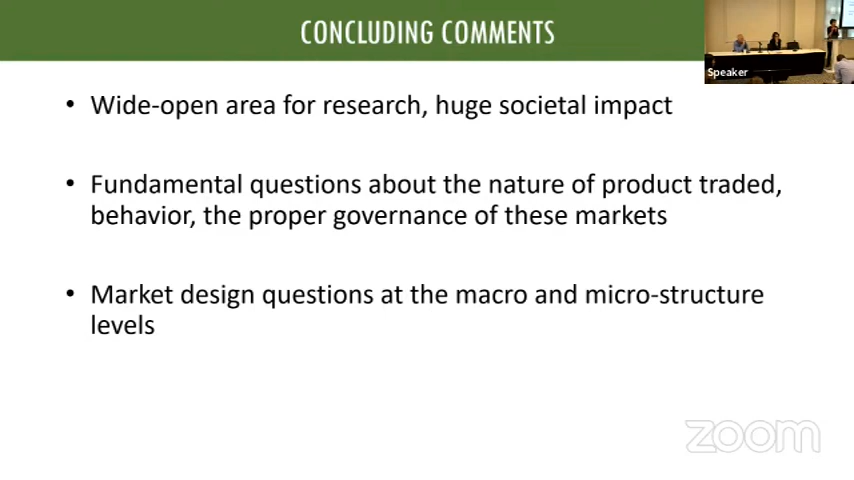 CONCLUDING COMMENTS
Speaker
• Wide-open area for research, huge societal impact
• Fundamental questions about the nature of product traded,
behavior, the proper governance of these markets
• Market design questions at the macro and micro-structure
levels
zoom